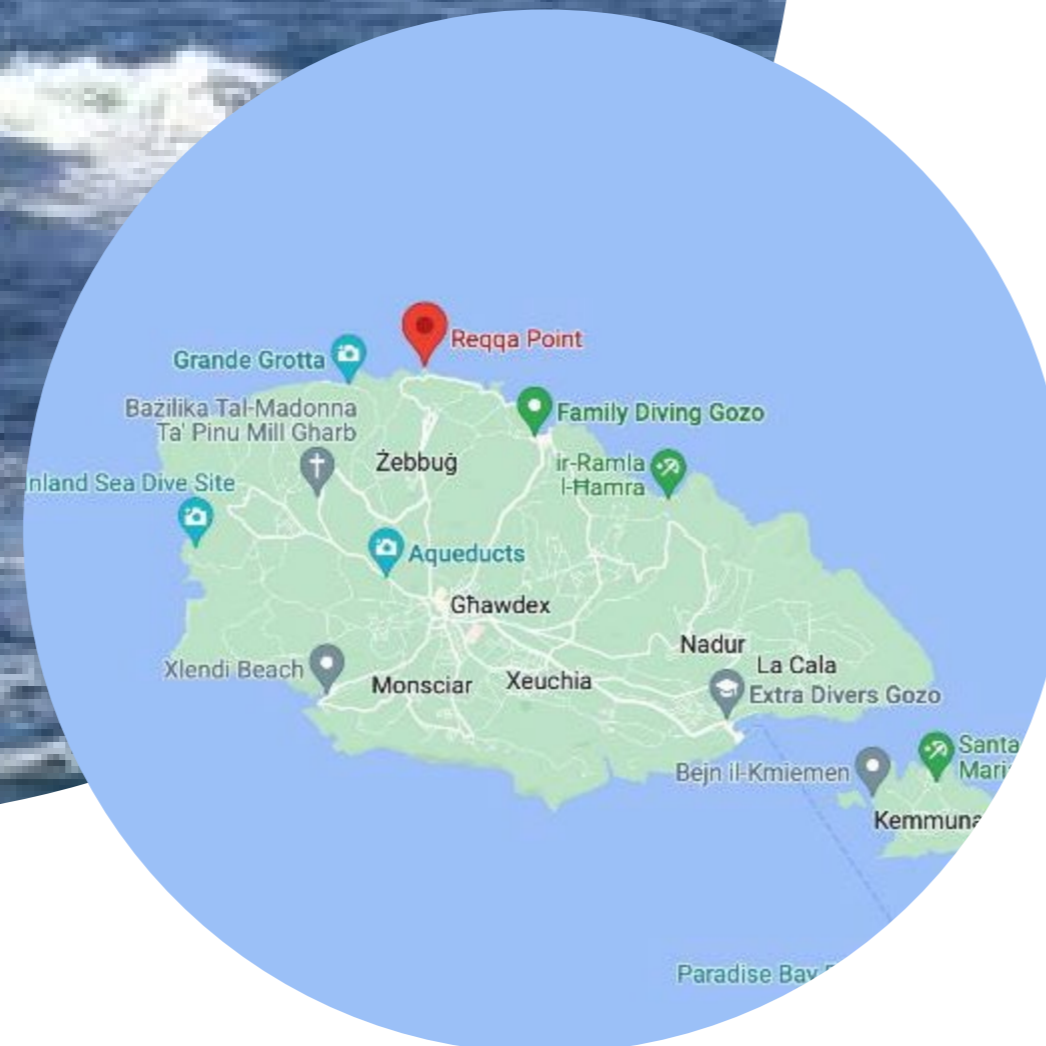 Reqqa Point
Grande Grotta
Bażilika Tal-Madonna
Ta' Pinu Mill Għarb
Family Diving Gozo
Żebbuġ
ir-Ramla
l-Ħamra
nland Sea Dive Site
Aqueducts
Għawdex
Nadur
La Cala
Xlendi Beach
Monsciar
Xeuchia
Extra Divers Gozo
Santa
Mari
Bejn il-Kmiemen
Kemmuna
Paradise Bay